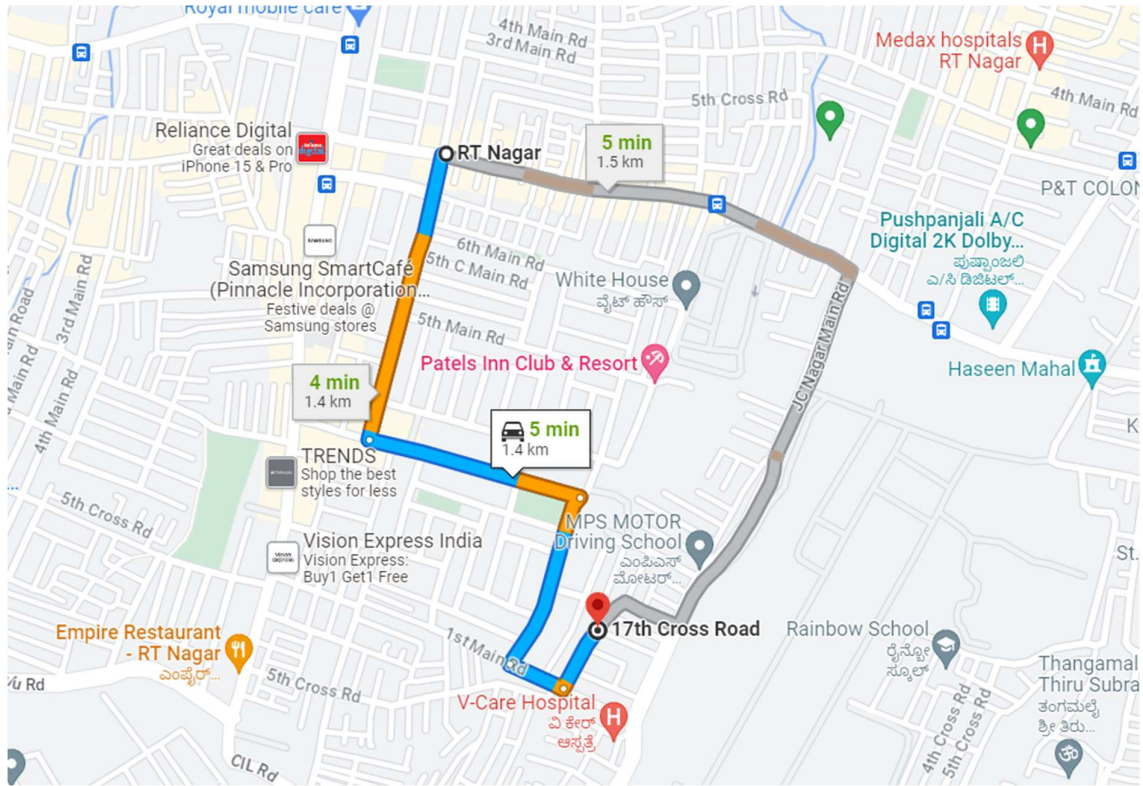 Royal mobile care
4th Main Rd
3rd Main Rd
Medax hospitals
RT Nagar
5th Cross Rd
4th Main Rd
Reliance Digital
Great deals on
iPhone 15 & Pro
5 min
1.5 km
RT Nagar
P&T COLON
Pushpanjali A/C
Digital 2K Dolby...
ಪುಷ್ಪಾಂಜಲಿ
ಎ/ಸಿ ಡಿಜಿಟಲ್...
SAMSUNG
6th Main Rd
5th C Main Rd
Samsung SmartCafé
(Pinnacle Incorporation...
Festive deals @
Samsung stores
White House
ವೈಟ್ ಹೌಸ್
3rd Main Rd
ain Road
5th Main Rd
Patels Inn Club & Resort
JC Nagar Main Rd
Haseen Mahal
4 min
1.4 km
4th Main Rd
5 min
1.4 km
K
TRENDS
Shop the best
styles for less
5th Cross Rd
MPS MOTOR
Driving School
ಎಂಪಿಎಸ್
ಮೋಟರ್...
Vision Express India
Vision Express:
Buy1 Get1 Free
St.
17th Cross Road
1st Main Rd
Empire Restaurant
- RT Nagar
ಎಂಪೈರ್...
Rainbow School
ರೈನ್ಬೋ
ಸ್ಕೂಲ್
5th Cross Rd
V-Care Hospital
ವಿ ಕೇರ್
ಆಸ್ಪತ್ರೆ
Thangamal
Thiru Subra
ತಂಗಮಲೈ
ಶ್ರೀ ತಿರು...
4th Cross Rd
5th Cross Rd
CIL Rd